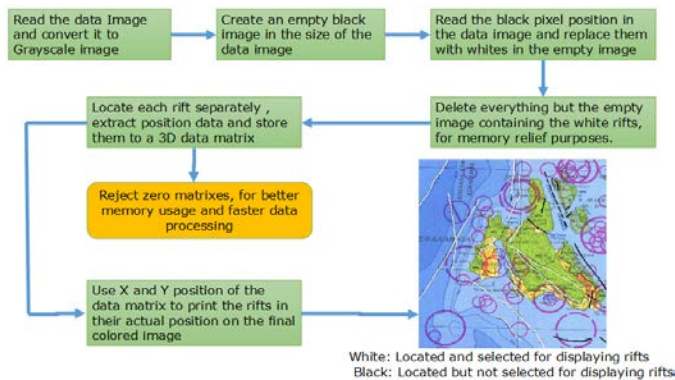 Read the data Image
and convert it to
Grayscale image
Create an empty black
image in the size of the
data image
Read the black pixel position in
the data image and replace them
with whites in the empty image
Delete everything but the empty
image containing the white rifts,
for memory relief purposes.
Locate each rift separately ,
extract position data and store
them to a 3D data matrix
Reject zero matrixes, for better
memory usage and faster data
processing
Use X and Y position of the
data matrix to print the rifts in
their actual position on the final
colored image
White: Located and selected for displaying rifts
Black: Located but not selected for displaying rifts